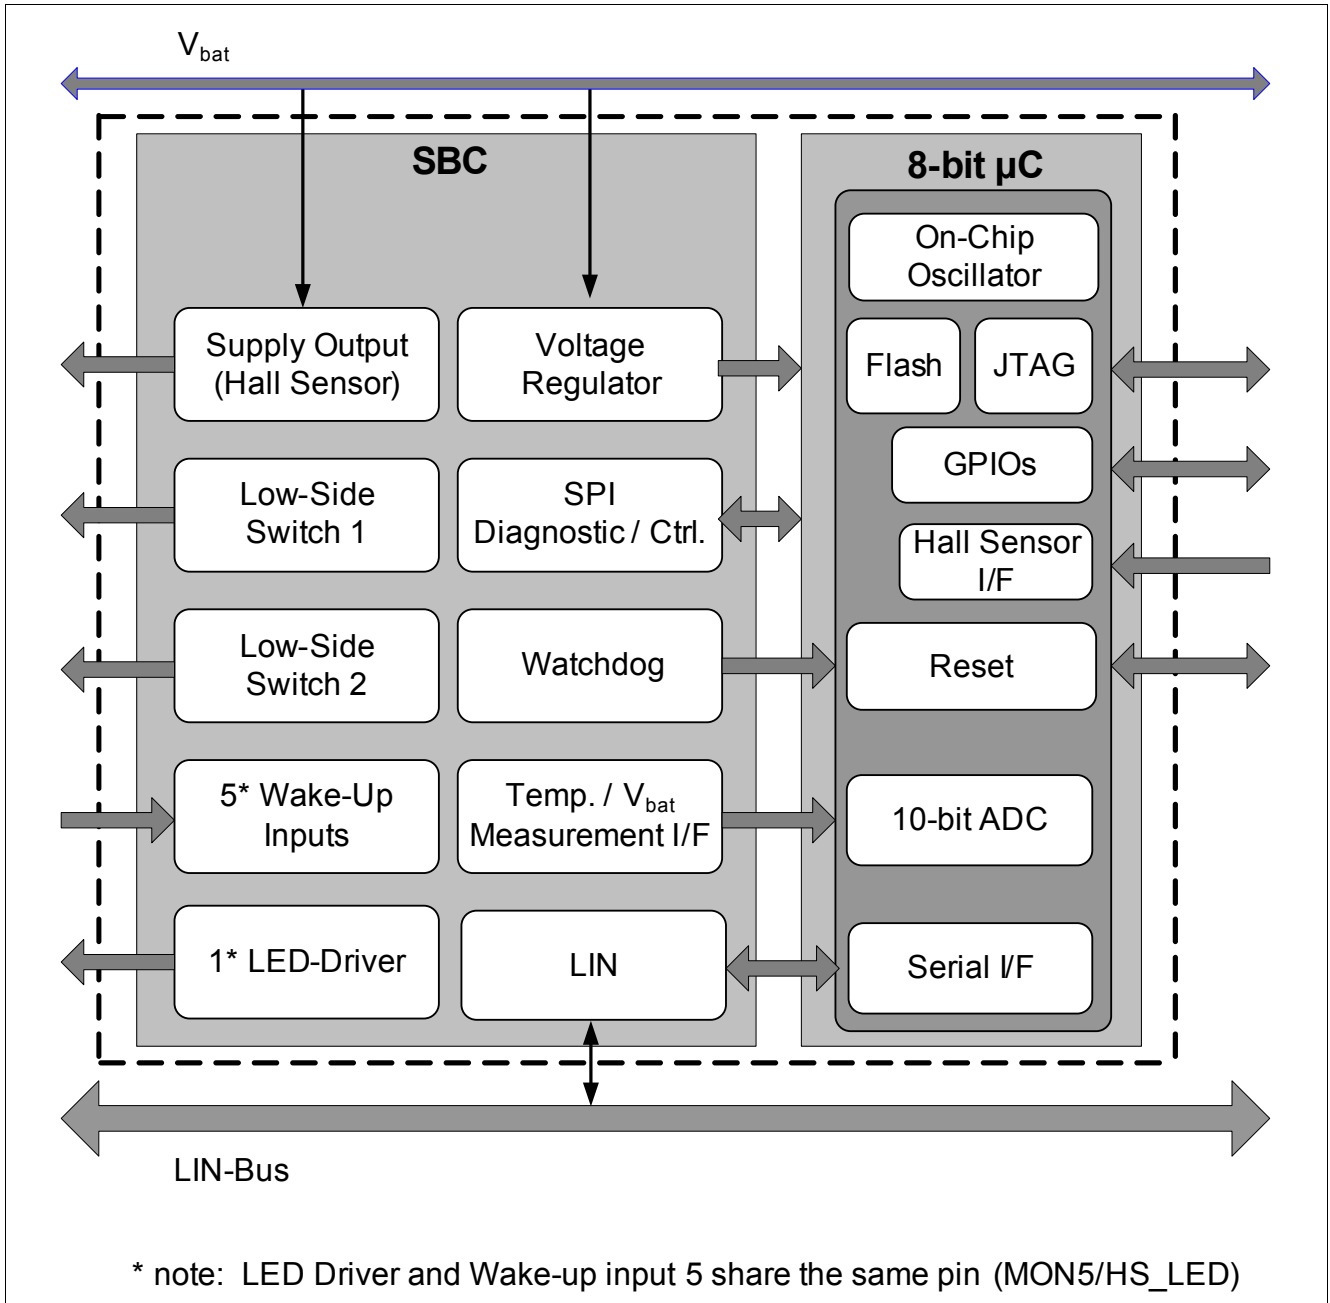 Vbat
SBC
8-bit µC
On-Chip
Oscillator
Supply Output
(Hall Sensor)
Voltage
Regulator
Flash
JTAG
GPIOs
Low-Side
Switch 1
SPI
Diagnostic / Ctrl.
Hall Sensor
I/F
Low-Side
Switch 2
Watchdog
Reset
5* Wake-Up
Inputs
Temp. / Vbat
Measurement I/F
10-bit ADC
1* LED-Driver
LIN
Serial I/F
LIN-Bus
* note: LED Driver and Wake-up input 5 share the same pin (MON5/HS_LED)